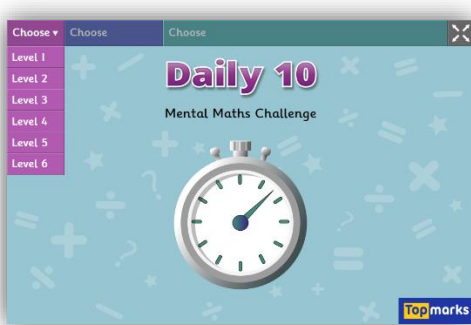 Choose ▾ Choose Choose
Level 1
Level 2
Level 3
Level 4
Level 5
Level 6
Daily 10
Mental Maths Challenge
Topmarks